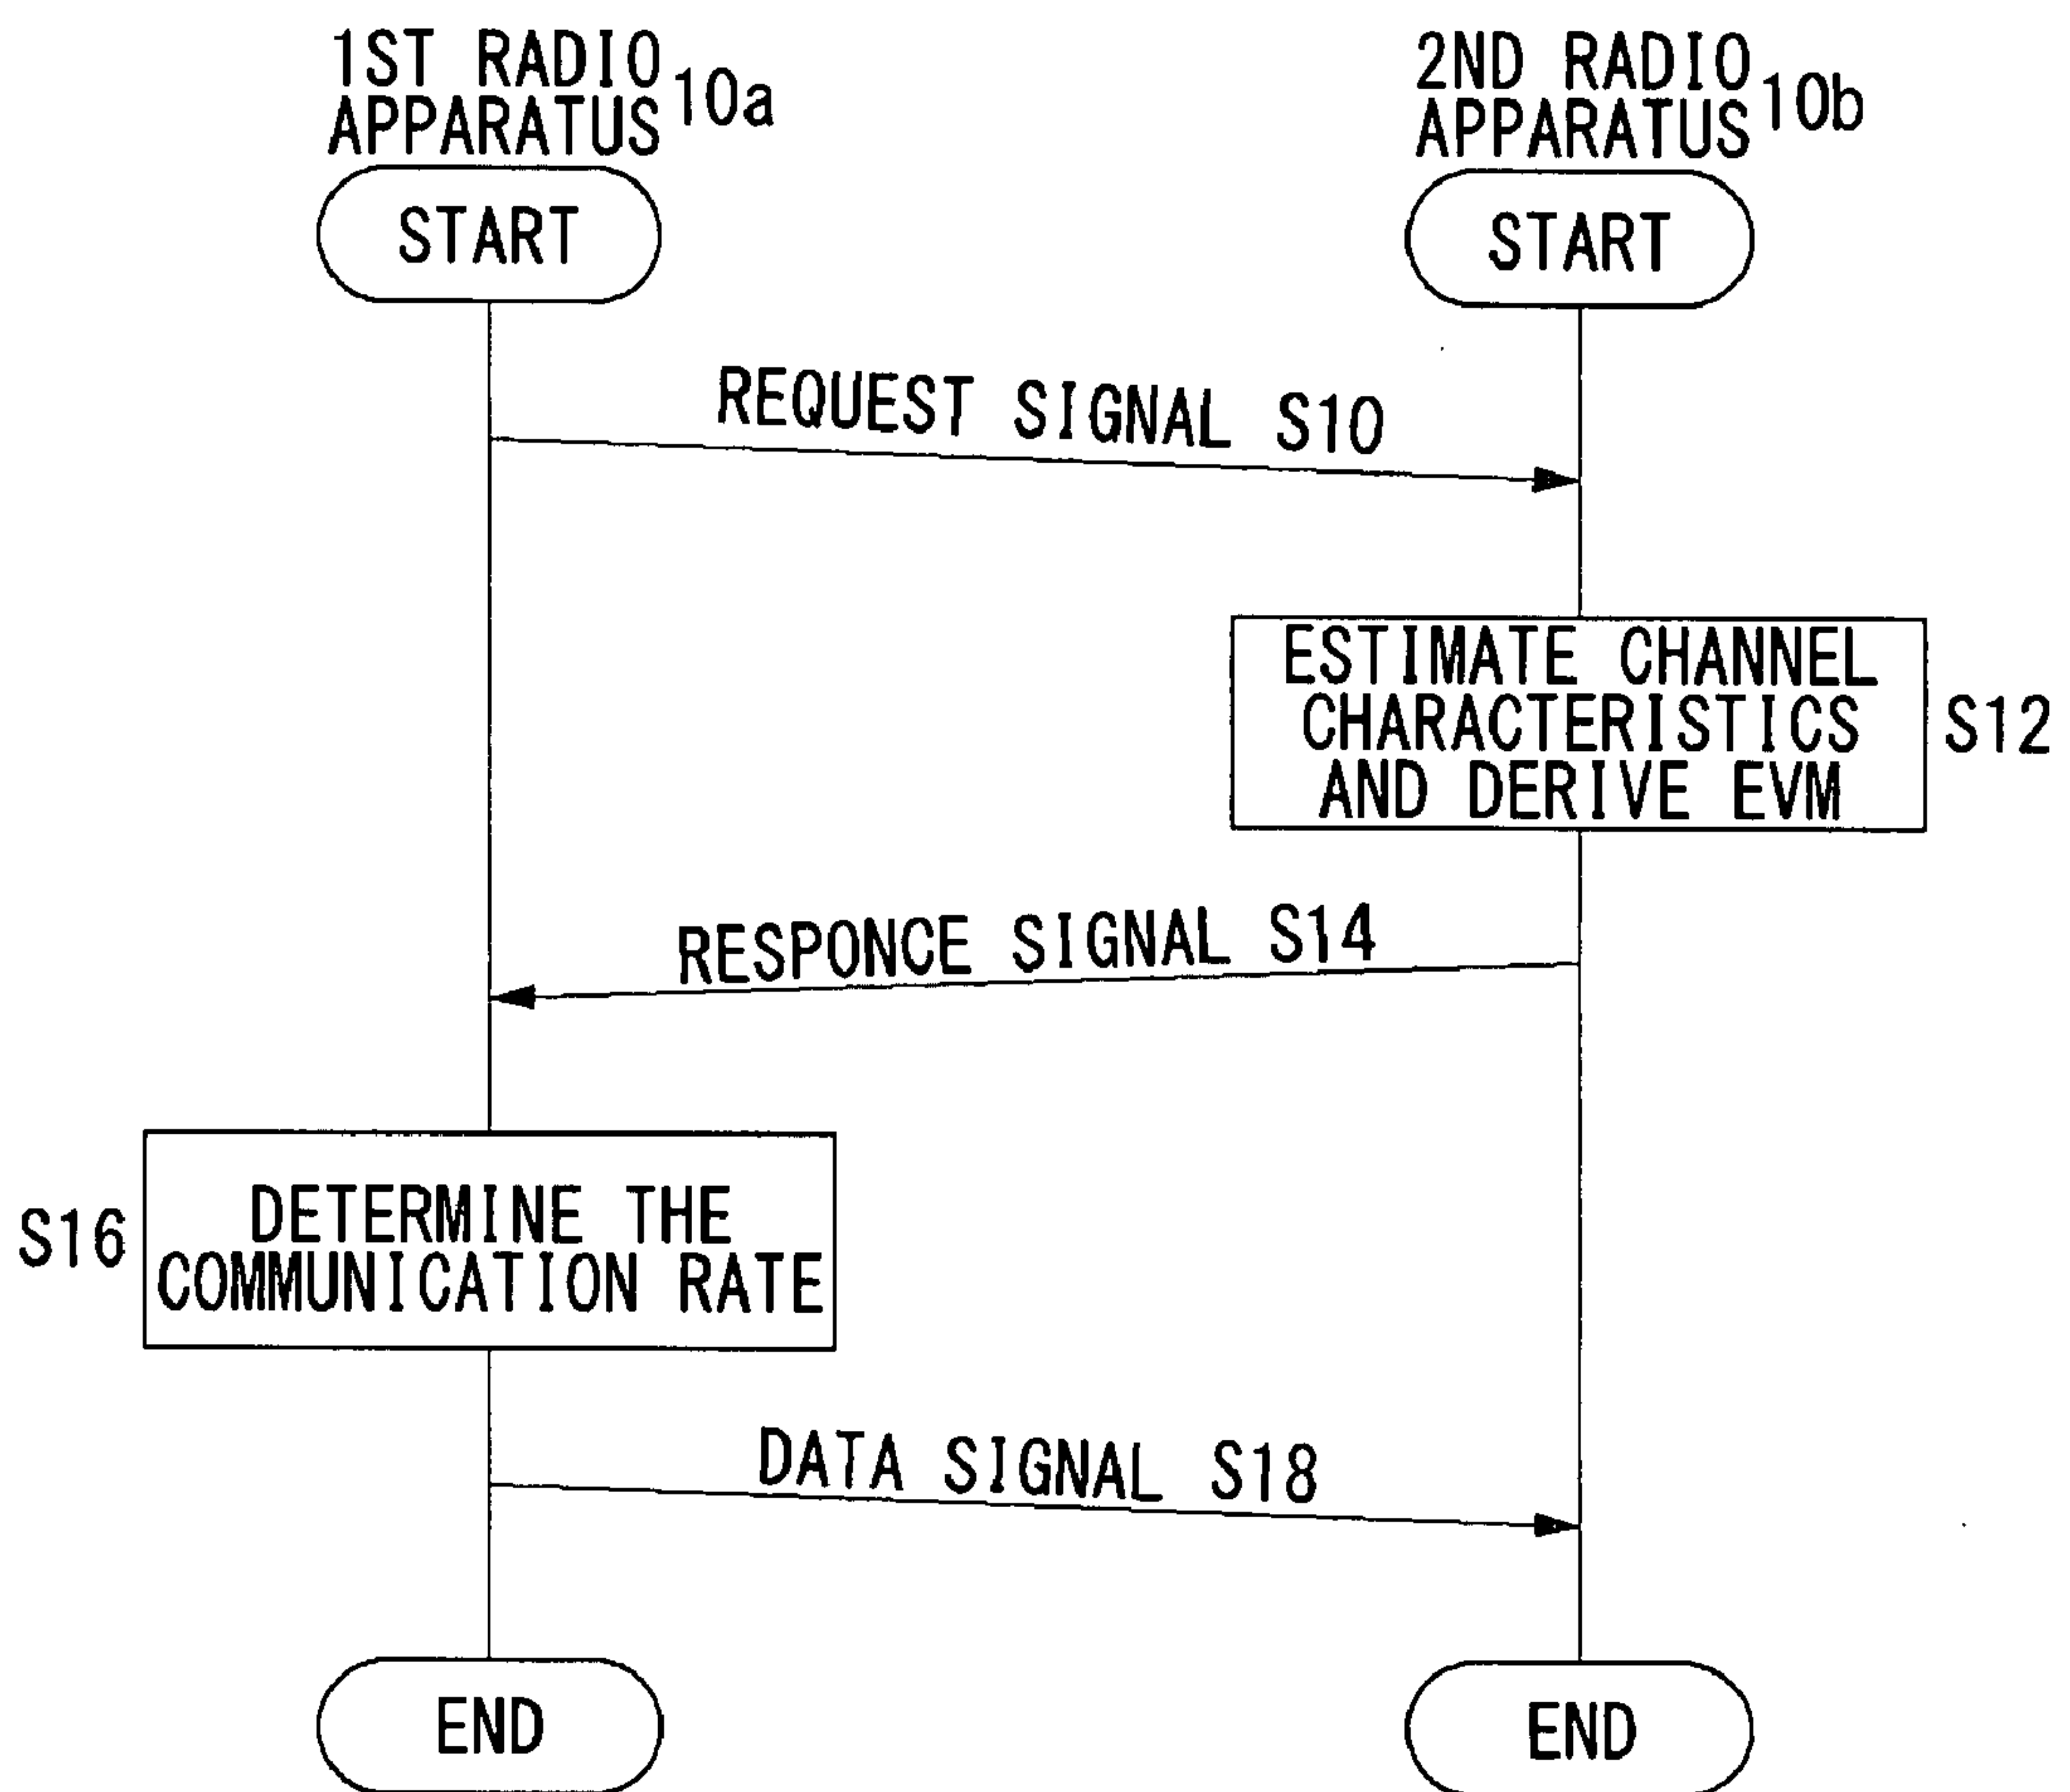 1ST RADIO
APPARATUS 10a
2ND RADIO
APPARATUS 10b
START
START
REQUEST SIGNAL S10
ESTIMATE CHANNEL
CHARACTERISTICS
AND DERIVE EVM
S12
RESPONCE SIGNAL S14
S16
DETERMINE THE
COMMUNICATION RATE
DATA SIGNAL S18
END
END